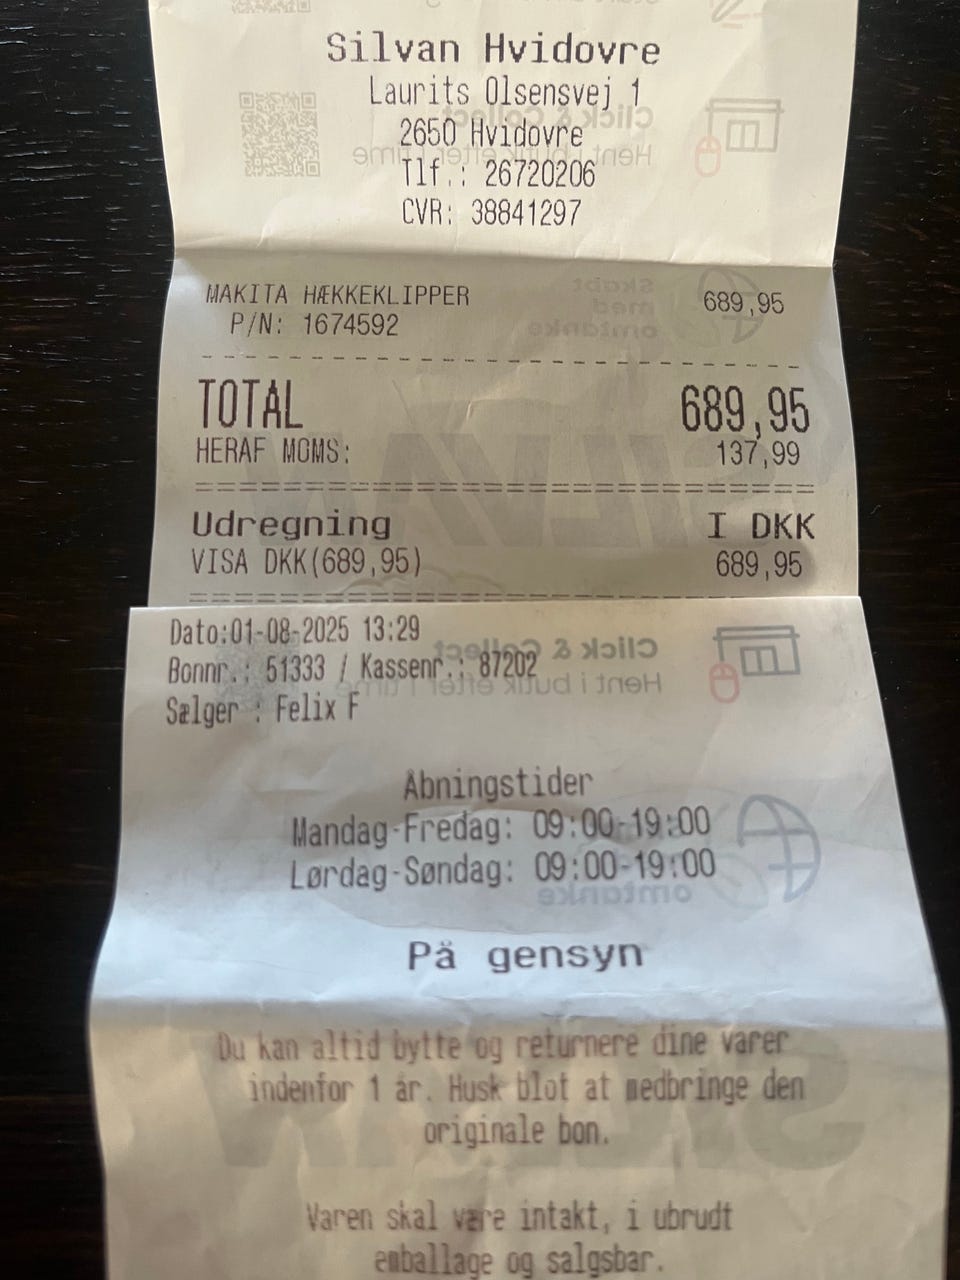 Silvan Hvidovre
Laurits Olsensvej 1
2650 Hvidovre
Tlf.: 26720206
CVR: 38841297
MAKITA HÆKKEKLIPPER 689,95
P/N: 1674592
TOTAL 689,95
HERAF MOMS: 137,99
Udregning I DKK
VISA DKK(689,95) 689,95
Dato:01-08-2025 13:29
Bonnr.: 51333 / Kassenr.: 87202
Sælger : Felix F
Åbningstider
Mandag-Fredag: 09:00-19:00
Lørdag-Søndag: 09:00-19:00
På gensyn
Du kan altid bytte og returnere dine varer
indenfor 1 år. Husk blot at medbringe den
originale bon.
Varen skal være intakt, i ubrudt
emballage og salgsbar.